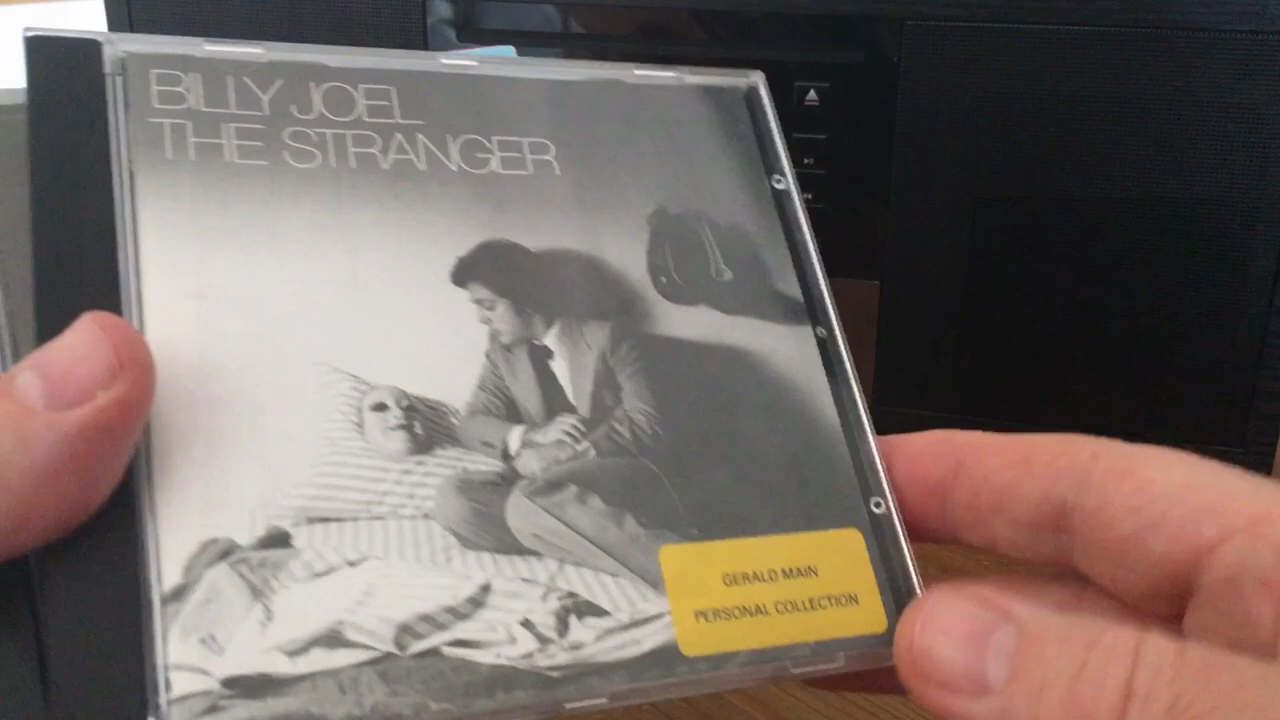 BILLY JOEL
THE STRANGER
GERALD MAIN
PERSONAL COLLECTION